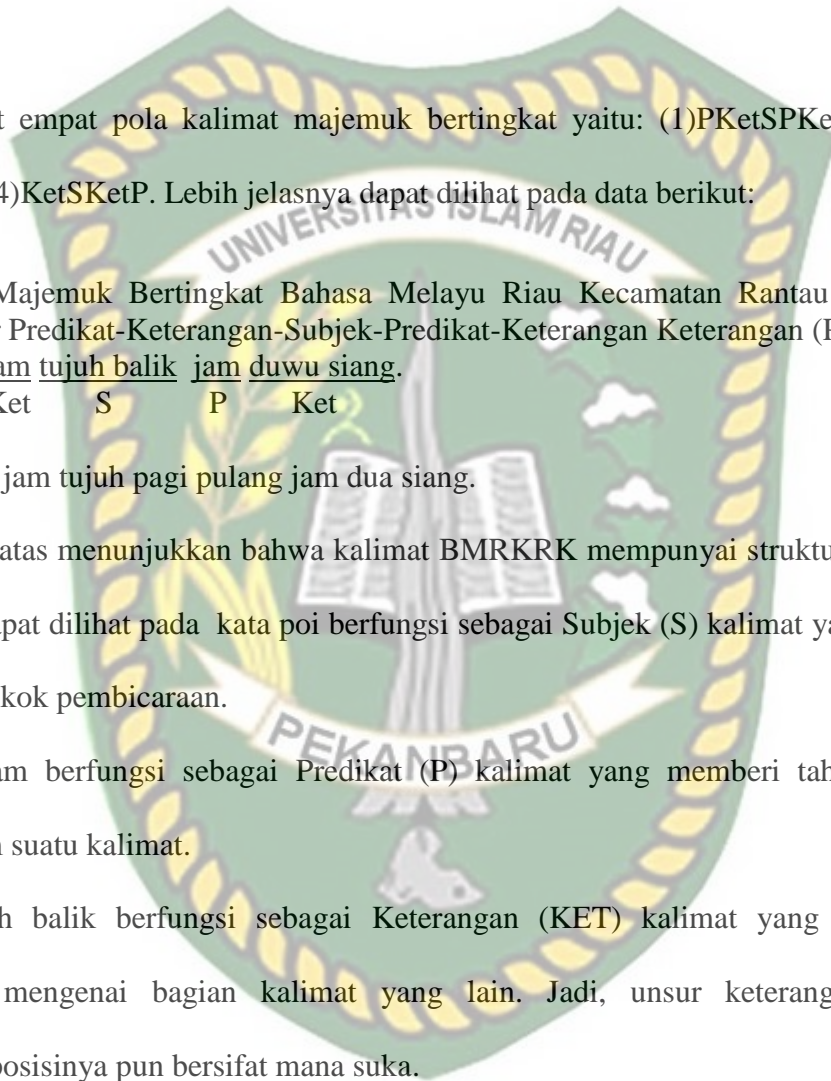 t empat pola kalimat majemuk bertingkat yaitu: (1)PKetSPKe
4)KetSKetP. Lebih jelasnya dapat dilihat pada data berikut:
UNIVERSITAS ISLAM RIAU
Majemuk Bertingkat Bahasa Melayu Riau Kecamatan Rantau
Predikat-Keterangan-Subjek-Predikat-Keterangan Keterangan (P
am tujuh balik jam duwu siang.
Ket S P Ket
jam tujuh pagi pulang jam dua siang.
atas menunjukkan bahwa kalimat BMRKRK mempunyai struktu
apat dilihat pada kata poi berfungsi sebagai Subjek (S) kalimat ya
kok pembicaraan.
PEKANBARU
am berfungsi sebagai Predikat (P) kalimat yang memberi tah
n suatu kalimat.
h balik berfungsi sebagai Keterangan (KET) kalimat yang
mengenai bagian kalimat yang lain. Jadi, unsur keterang
posisinya pun bersifat mana suka.